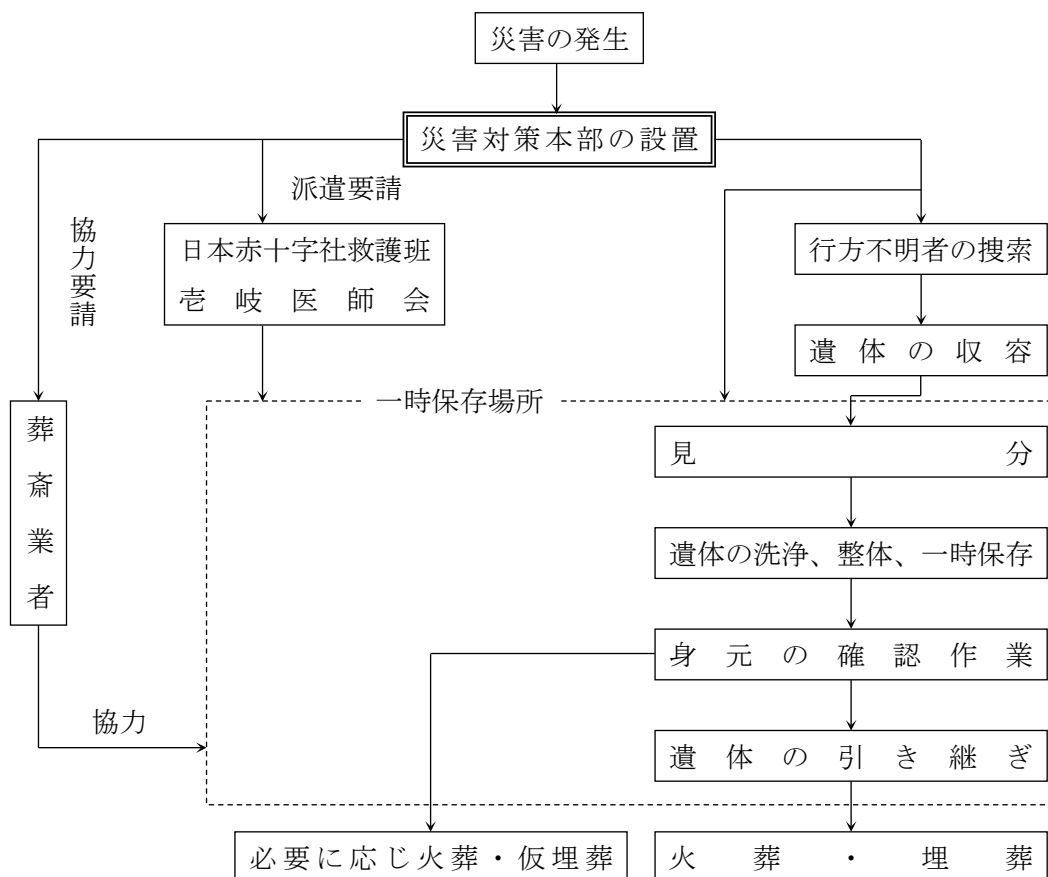 災害の発生
災害対策本部の設置
派遣要請
協力要請
日本赤十字社救護班
壱岐医師会
行方不明者の捜索
遺体の収容
一時保存場所
葬斎業者
見分
遺体の洗浄、整体、一時保存
身元の確認作業
協力
遺体の引き継ぎ
必要に応じ火葬・仮埋葬
火葬・埋葬